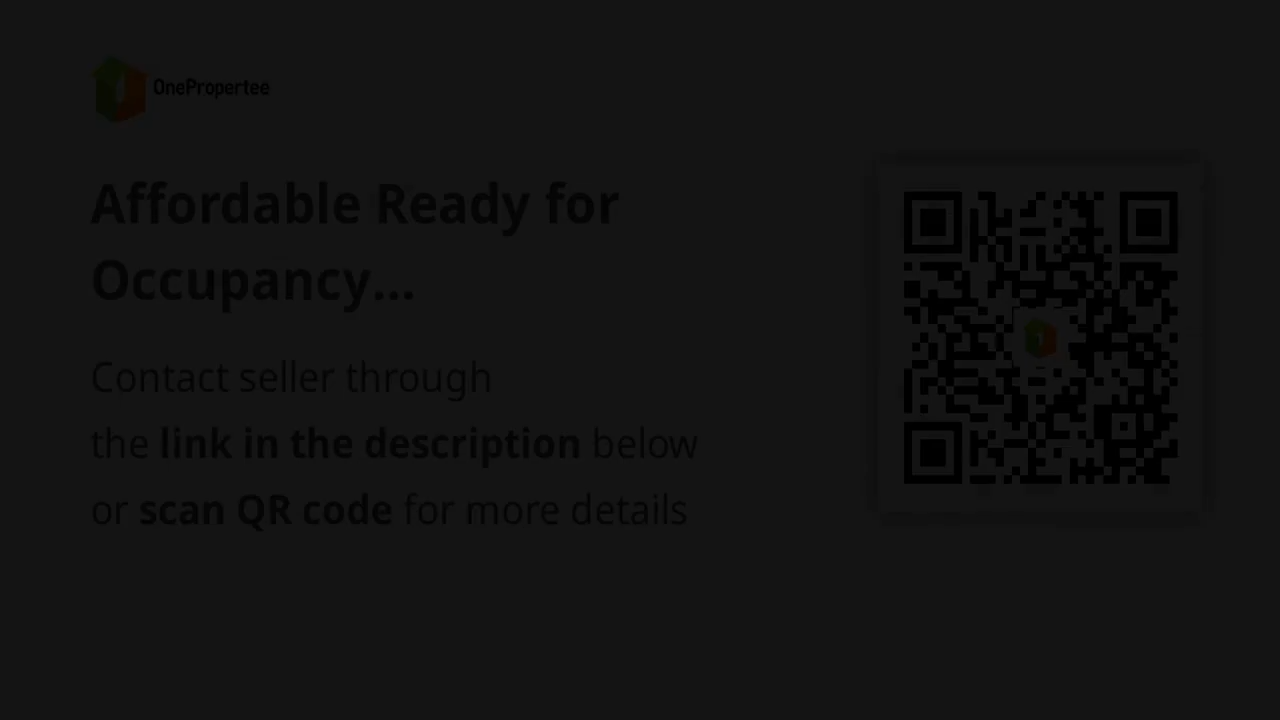 OnePropertee
Affordable Ready for
Occupancy...
Contact seller through
the link in the description below
or scan QR code for more details